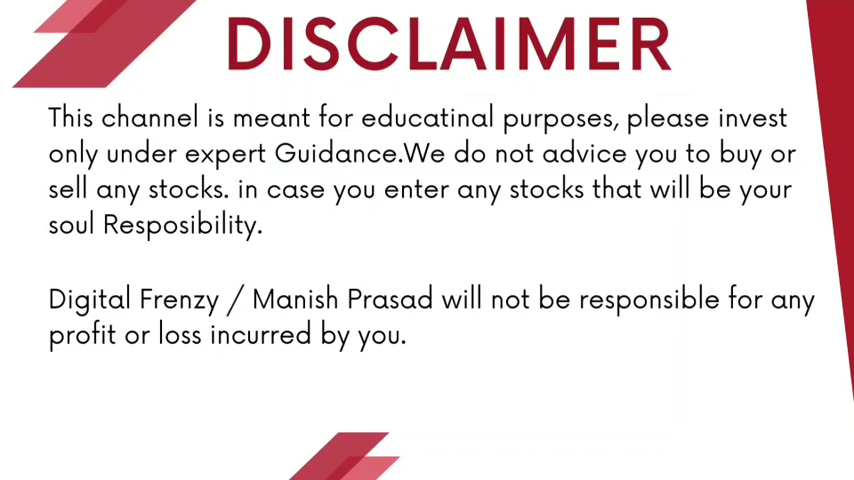 DISCLAIMER
This channel is meant for educatinal purposes, please invest
only under expert Guidance.We do not advice you to buy or
sell any stocks. in case you enter any stocks that will be your
soul Resposibility.
Digital Frenzy / Manish Prasad will not be responsible for any
profit or loss incurred by you.